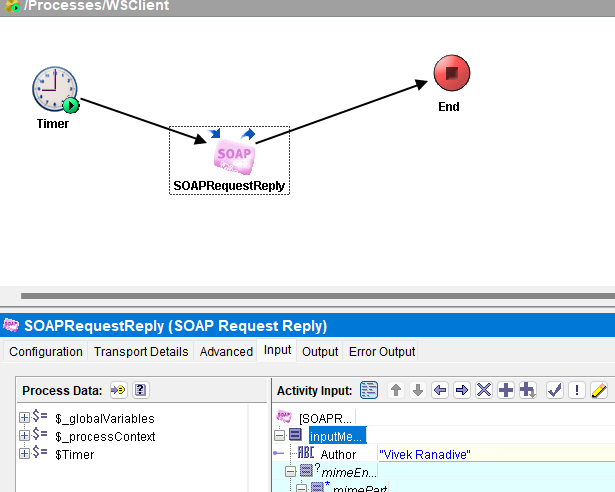 /Processes/WSClient
Timer
SOAP
SOAPRequestReply
End
SOAPRequestReply (SOAP Request Reply)
Configuration Transport Details Advanced Input Output Error Output
Process Data: Activity Input:
$= $_globalVariables
$= $_processContext
$= $Timer
[SOAPR...
inputMe...
ABC Author "Vivek Ranadive"
? mimeEn...
* mimePart